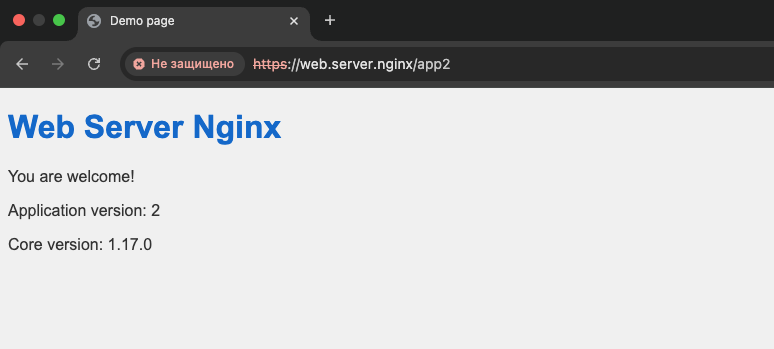 Demo page
Не защищено https://web.server.nginx/app2
Web Server Nginx
You are welcome!
Application version: 2
Core version: 1.17.0